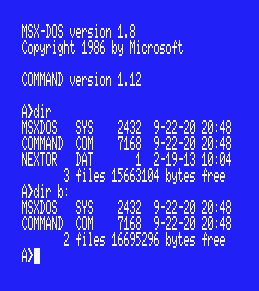 MSX-DOS version 1.8
Copyright 1986 by Microsoft
COMMAND version 1.12
A>dir
MSXDOS   SYS    2432  9-22-20 20:48
COMMAND  COM    7168  9-22-20 20:48
NEXTOR   DAT       1  2-19-13 10:04
      3 files 15663104 bytes free
A>dir b:
MSXDOS   SYS    2432  9-22-20 20:48
COMMAND  COM    7168  9-22-20 20:48
      2 files 16695296 bytes free
A>